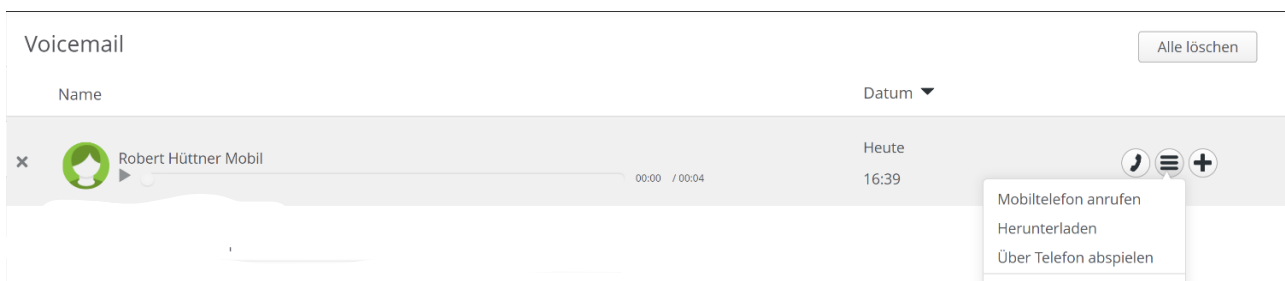 Voicemail
Alle löschen
Name
Datum
Robert Hüttner Mobil
Heute
00:00 / 00:04
16:39
Mobiltelefon anrufen
Herunterladen
Über Telefon abspielen